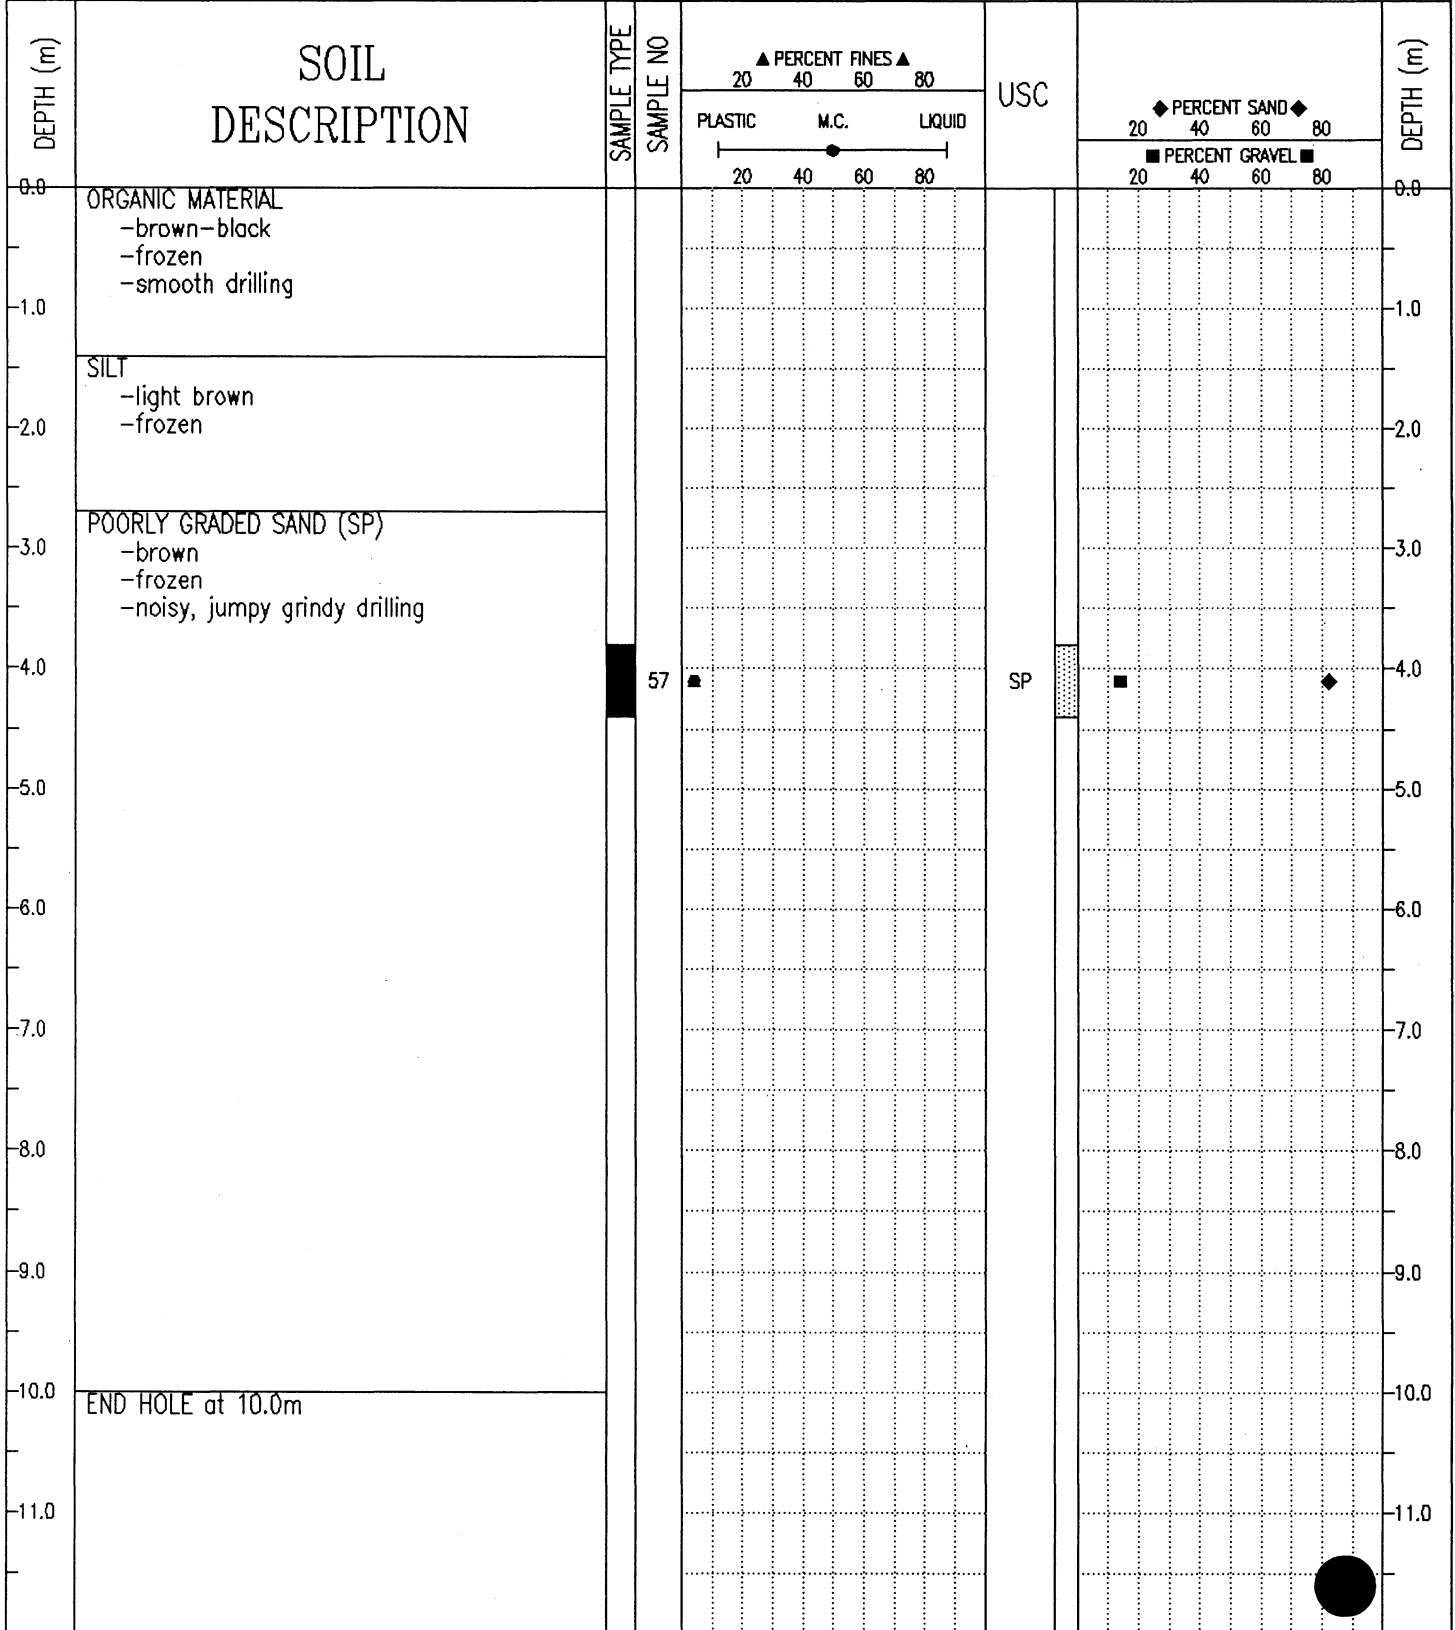 DEPTH (m)
SOIL
DESCRIPTION
SAMPLE TYPE
SAMPLE NO
▲ PERCENT FINES ▲
20 40 60 80
PLASTIC M.C. LIQUID
20 40 60 80
USC
◆ PERCENT SAND ◆
20 40 60 80
■ PERCENT GRAVEL ■
20 40 60 80
DEPTH (m)
0.0 0.0
ORGANIC MATERIAL
-brown-black
-frozen
-smooth drilling
1.0 1.0
SILT
-light brown
-frozen
2.0 2.0
POORLY GRADED SAND (SP)
-brown
3.0 3.0
-frozen
-noisy, jumpy grindy drilling
4.0 4.0
57 SP
5.0 5.0
6.0 6.0
7.0 7.0
8.0 8.0
9.0 9.0
10.0 10.0
END HOLE at 10.0m
11.0 11.0